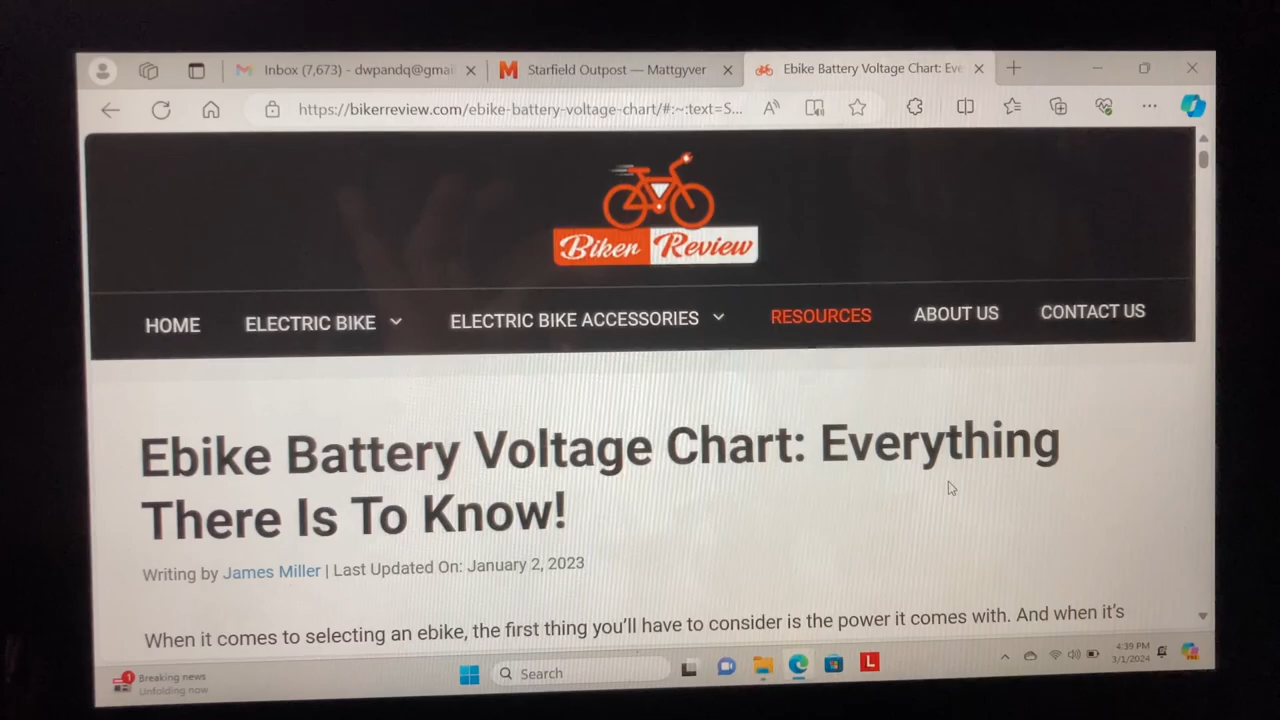 Inbox (7,673) - dwpandq@gmai
Starfield Outpost — Mattgyver
Ebike Battery Voltage Chart: Eve
https://bikerreview.com/ebike-battery-voltage-chart/#:~:text=S...
Biker Review
HOME
ELECTRIC BIKE
ELECTRIC BIKE ACCESSORIES
RESOURCES
ABOUT US
CONTACT US
Ebike Battery Voltage Chart: Everything
There Is To Know!
Writing by James Miller | Last Updated On: January 2, 2023
When it comes to selecting an ebike, the first thing you’ll have to consider is the power it comes with. And when it’s
1
Breaking news
Unfolding now
Search
L
4:39 PM
3/1/2024